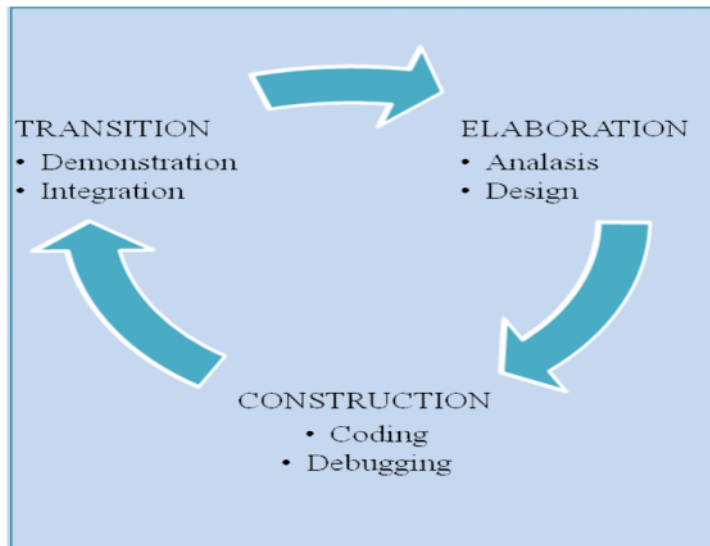 TRANSITION
• Demonstration
• Integration
ELABORATION
• Analasis
• Design
CONSTRUCTION
• Coding
• Debugging